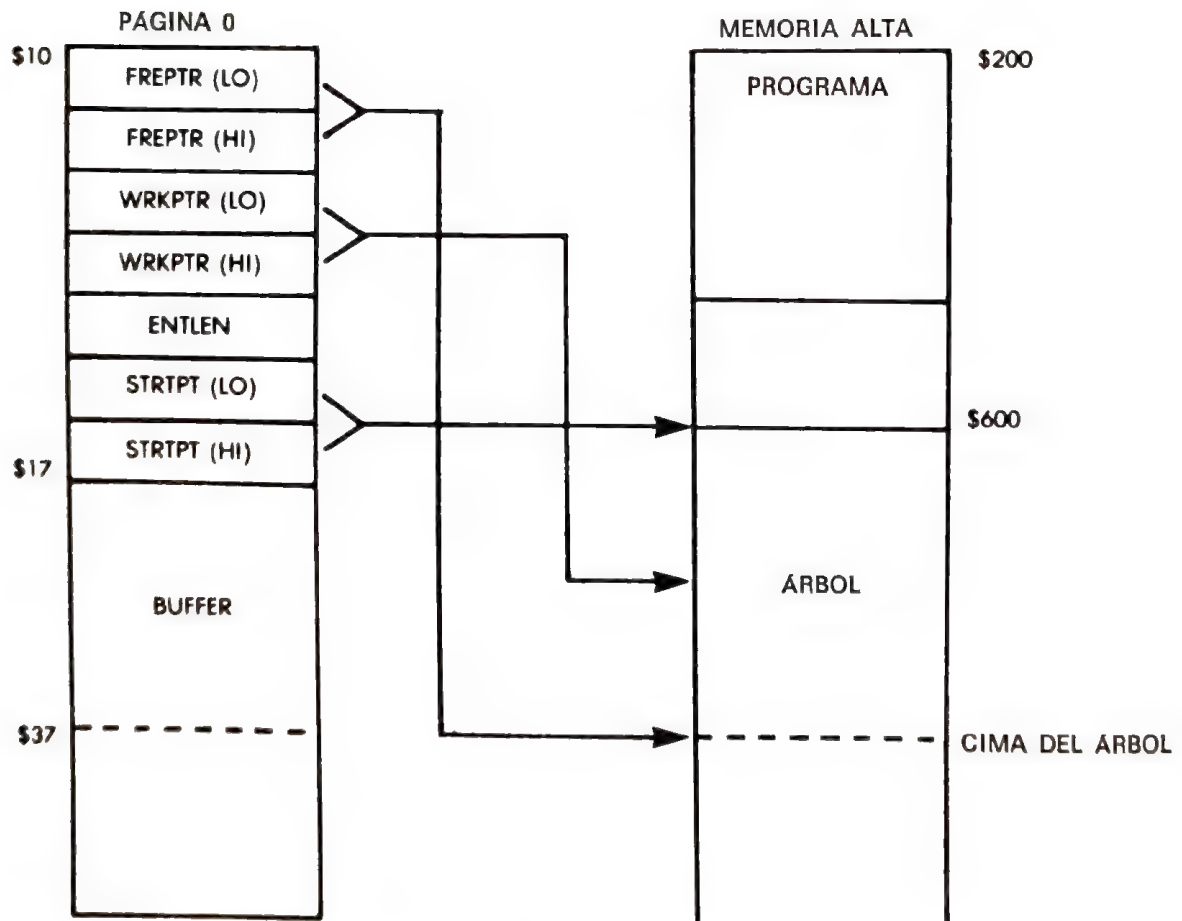 PÁGINA 0
$10
FREPTR (LO)
FREPTR (HI)
WRKPTR (LO)
WRKPTR (HI)
ENTLEN
STRTPT (LO)
STRTPT (HI)
$17
BUFFER
$37
MEMORIA ALTA
$200
PROGRAMA
$600
ÁRBOL
CIMA DEL ÁRBOL